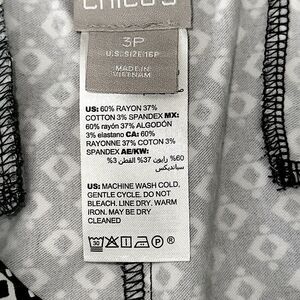 chico's
3P
U.S. SIZE 16P
MADE IN
VIETNAM
US: 60% RAYON 37%
COTTON 3% SPANDEX MX:
60% rayón 37% ALGODÓN
3% elastano CA: 60%
RAYONNE 37% COTON 3%
SPANDEX AE/KW:
60% رايون 37% القطن 3%
سبانديكس
US: MACHINE WASH COLD.
GENTLE CYCLE. DO NOT
BLEACH. LINE DRY. WARM
IRON. MAY BE DRY
CLEANED
P ®